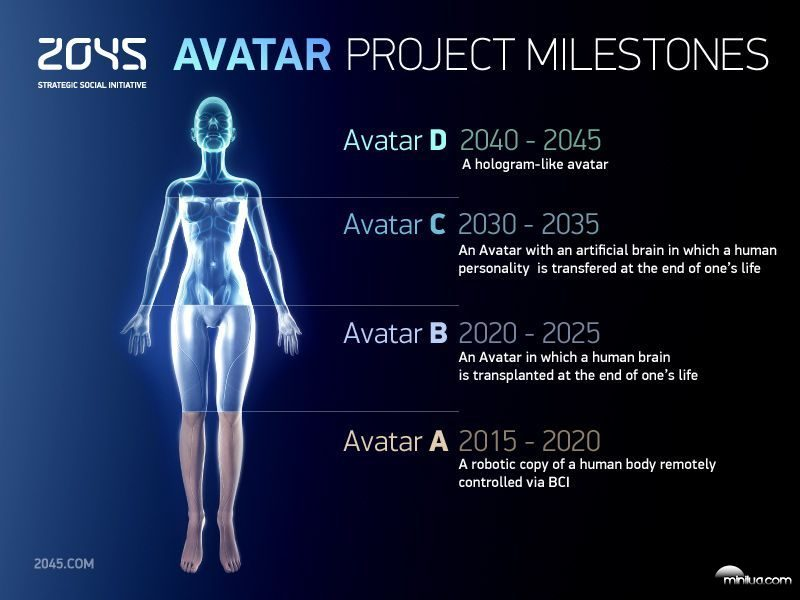 2045 AVATAR PROJECT MILESTONES
STRATEGIC SOCIAL INITIATIVE
Avatar D 2040 - 2045
A hologram-like avatar
Avatar C 2030 - 2035
An Avatar with an artificial brain in which a human
personality is transfered at the end of one's life
Avatar B 2020 - 2025
An Avatar in which a human brain
is transplanted at the end of one's life
Avatar A 2015 - 2020
A robotic copy of a human body remotely
controlled via BCI
2045.COM
minilua.com